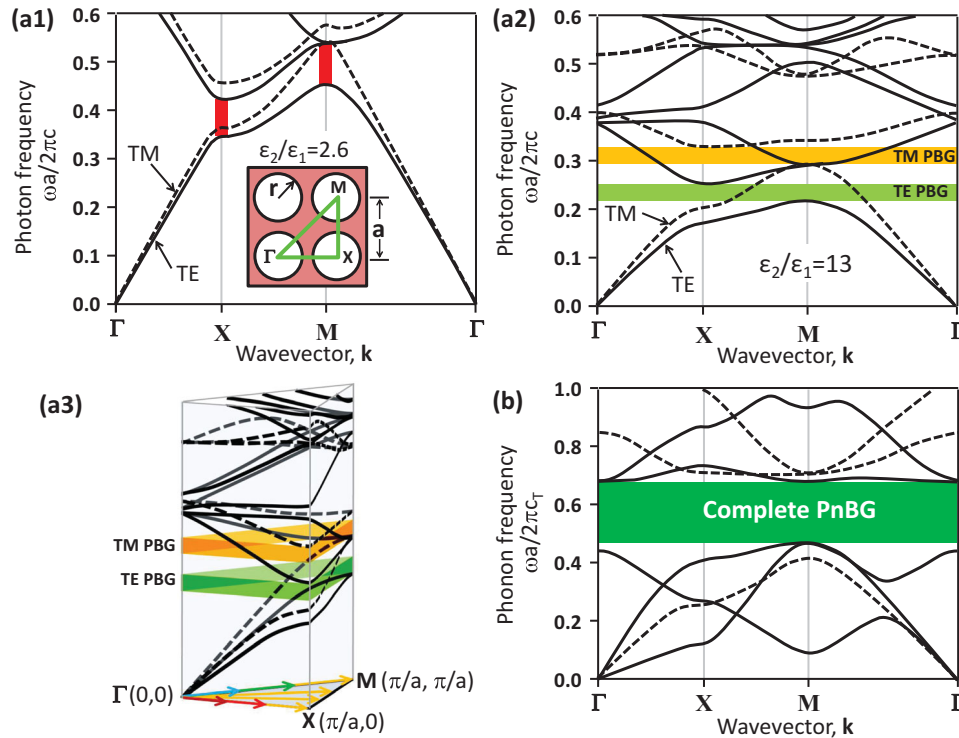 (a1)
Photon frequency
ωa/2πc
0.6
0.5
0.4
0.3
0.2
0.1
0.0
TM
TE
ε2/ε1=2.6
r
M
a
Γ
X
Γ
X
M
Γ
Wavevector, k
(a2)
Photon frequency
ωa/2πc
0.6
0.5
0.4
0.3
0.2
0.1
0.0
TM PBG
TE PBG
TM
TE
ε2/ε1=13
Γ
X
M
Γ
Wavevector, k
(a3)
TM PBG
TE PBG
Γ(0,0)
M (π/a, π/a)
X(π/a,0)
(b)
Phonon frequency
ωa/2πcT
1.0
0.8
0.6
0.4
0.2
0.0
Complete PnBG
Γ
X
M
Γ
Wavevector, k